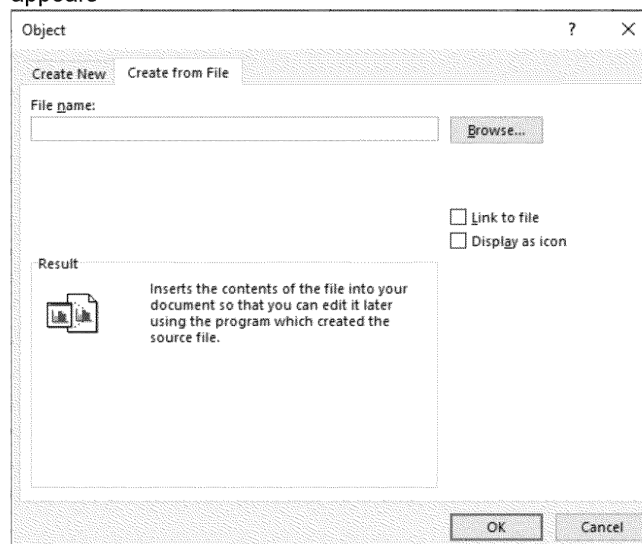 appears
Object ? ×
Create New Create from File
File name:
Browse...
Link to file
Display as icon
Result
Inserts the contents of the file into your
document so that you can edit it later
using the program which created the
source file.
OK Cancel